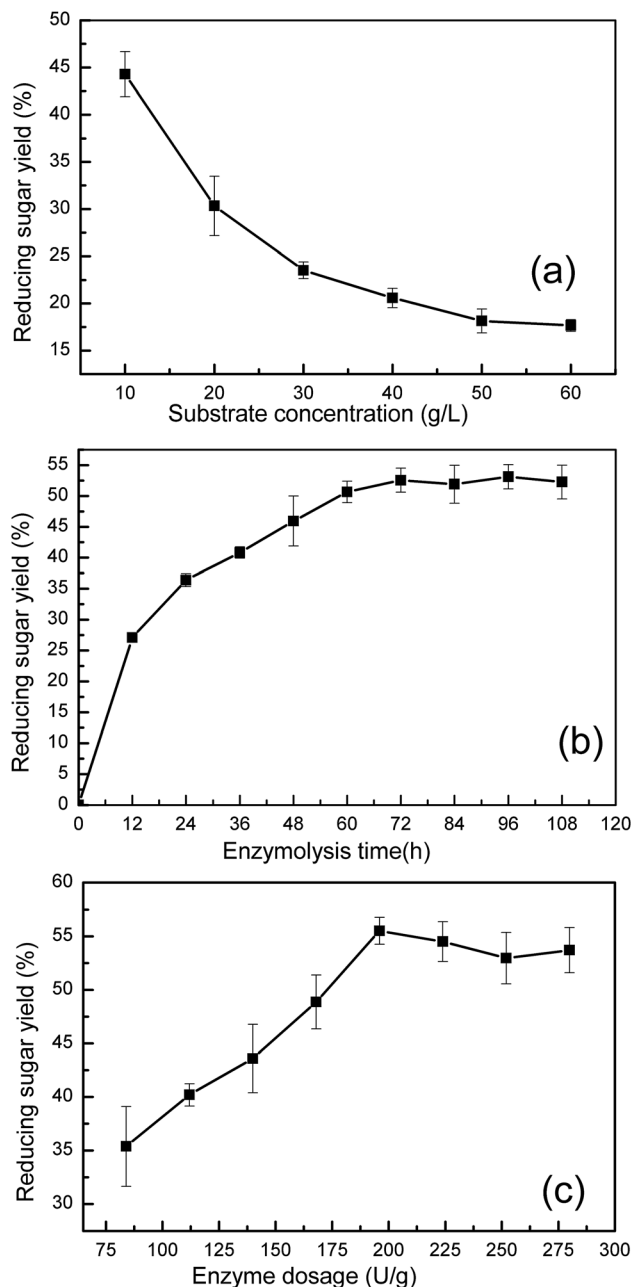 50
45
40
35
30
25
20
15
Reducing sugar yield (%)
(a)
10 20 30 40 50 60
Substrate concentration (g/L)
55
50
45
40
35
30
25
20
15
10
5
0
Reducing sugar yield (%)
(b)
0 12 24 36 48 60 72 84 96 108 120
Enzymolysis time(h)
60
55
50
45
40
35
30
Reducing sugar yield (%)
(c)
75 100 125 150 175 200 225 250 275 300
Enzyme dosage (U/g)